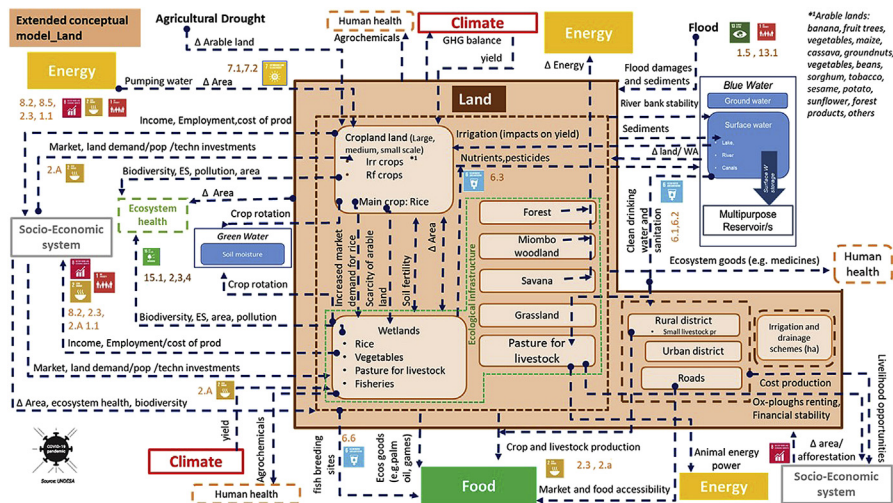 Extended conceptual
model_Land
Agricultural Drought
Δ Arable land
Human health
Agrochemicals
Climate
GHG balance
yield
Energy
Δ Energy
Flood
1.5 , 13.1
Flood damages
and sediments
River bank stability
*¹Arable lands:
banana, fruit trees,
vegetables, maize,
cassava, groundnuts,
vegetables, beans,
sorghum, tobacco,
sesame, potato,
sunflower, forest
products, others
Energy
Pumping water
Δ Area
7.1,7.2
8.2, 8.5,
2.3, 1.1
Income, Employment,cost of prod
Market, land demand/pop /techn investments
2.A
Biodiversity, ES, pollution, area
Δ Area
Ecosystem
health
Socio-Economic
system
Crop rotation
Green Water
Soil moisture
Crop rotation
15.1, 2,3,4
8.2, 2.3,
2.A 1.1
Biodiversity, ES, area, pollution
Income, Employment/cost of prod
Market, land demand/pop /techn investments
2.A
Δ Area, ecosystem health, biodiversity
Land
Cropland land (Large,
medium, small scale)
Irr crops *¹
• Rf crops
Main crop: Rice
Irrigation (impacts on yield)
Nutrients,pesticides
6.3
Sediments
Δ land/ WA
Blue Water
Ground water
Surface water
• Lake,
• River
• Canals
Surface W
storage
Multipurpose
Reservoir/s
Increased market
demand for rice
Scarcity of arable
land
Soil fertility
Δ Area
Ecological infrastructure
Forest
Miombo
woodland
Savana
Grassland
Pasture for
livestock
Clean drinking
water and
sanitation
6.1,6.2
Ecosystem goods (e.g. medicines)
Human
health
Wetlands
• Rice
• Vegetables
• Pasture for livestock
• Fisheries
Rural district
• Small livestock pr
Urban district
Roads
Irrigation and
drainage
schemes (ha)
Cost production
Ox-ploughs renting,
Financial stability
Livelihood
opportunities
COVID-19
pandemic
Source: UNDESA
yield
Climate
Agrochemicals
Human health
fish breeding
sites
6.6
Ecos goods
(e.g.palm
oil, games)
Food
Crop and livestock production
2.3 , 2.a
Market and food accessibility
Animal energy
power
Energy
Δ area/
afforestation
Socio-Economic
system